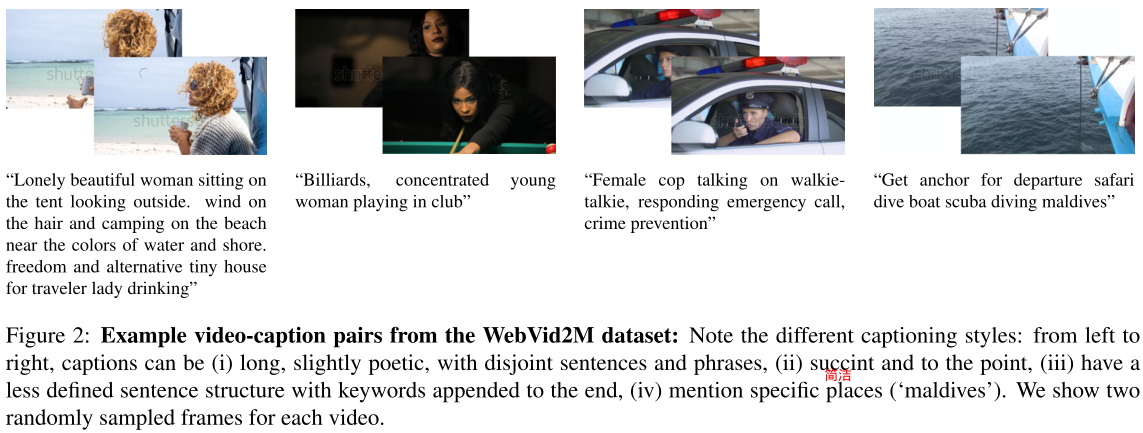 shutte
shutters
shutte
shutterst
“Lonely beautiful woman sitting on
the tent looking outside. wind on
the hair and camping on the beach
near the colors of water and shore.
freedom and alternative tiny house
for traveler lady drinking”
“Billiards, concentrated young
woman playing in club”
“Female cop talking on walkie-
talkie, responding emergency call,
crime prevention”
“Get anchor for departure safari
dive boat scuba diving maldives”
Figure 2: Example video-caption pairs from the WebVid2M dataset: Note the different captioning styles: from left to
right, captions can be (i) long, slightly poetic, with disjoint sentences and phrases, (ii) succint and to the point, (iii) have a
简洁
less defined sentence structure with keywords appended to the end, (iv) mention specific places (‘maldives’). We show two
randomly sampled frames for each video.